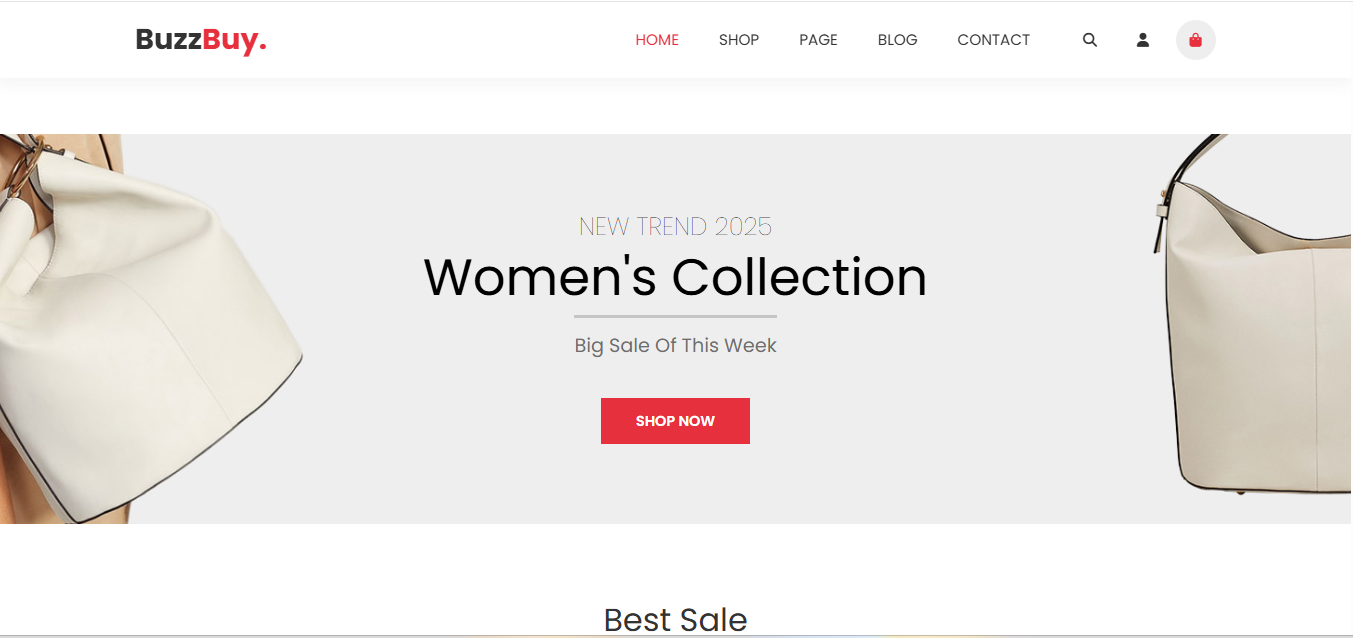 BuzzBuy.
HOME SHOP PAGE BLOG CONTACT
NEW TREND 2025
Women's Collection
Big Sale Of This Week
SHOP NOW
Best Sale